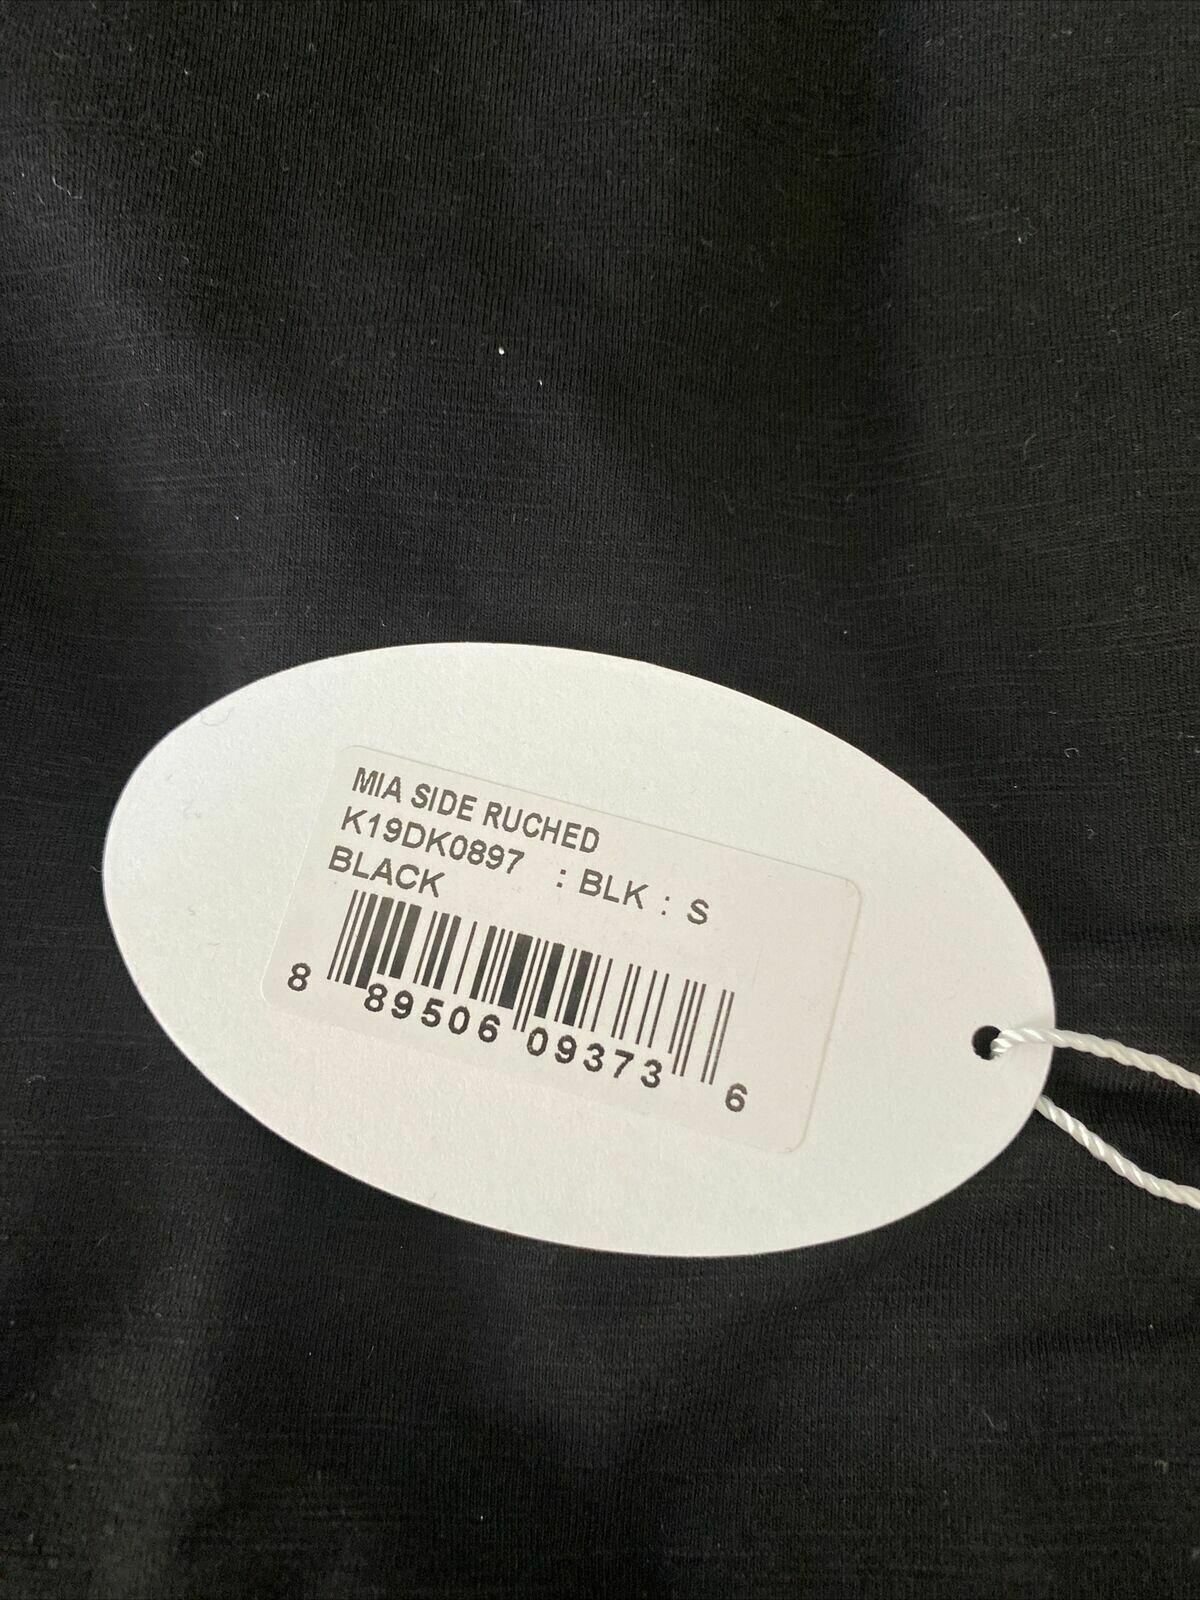 MIA SIDE RUCHED
K19DK0897 : BLK : S
BLACK
8 89506 09373 6